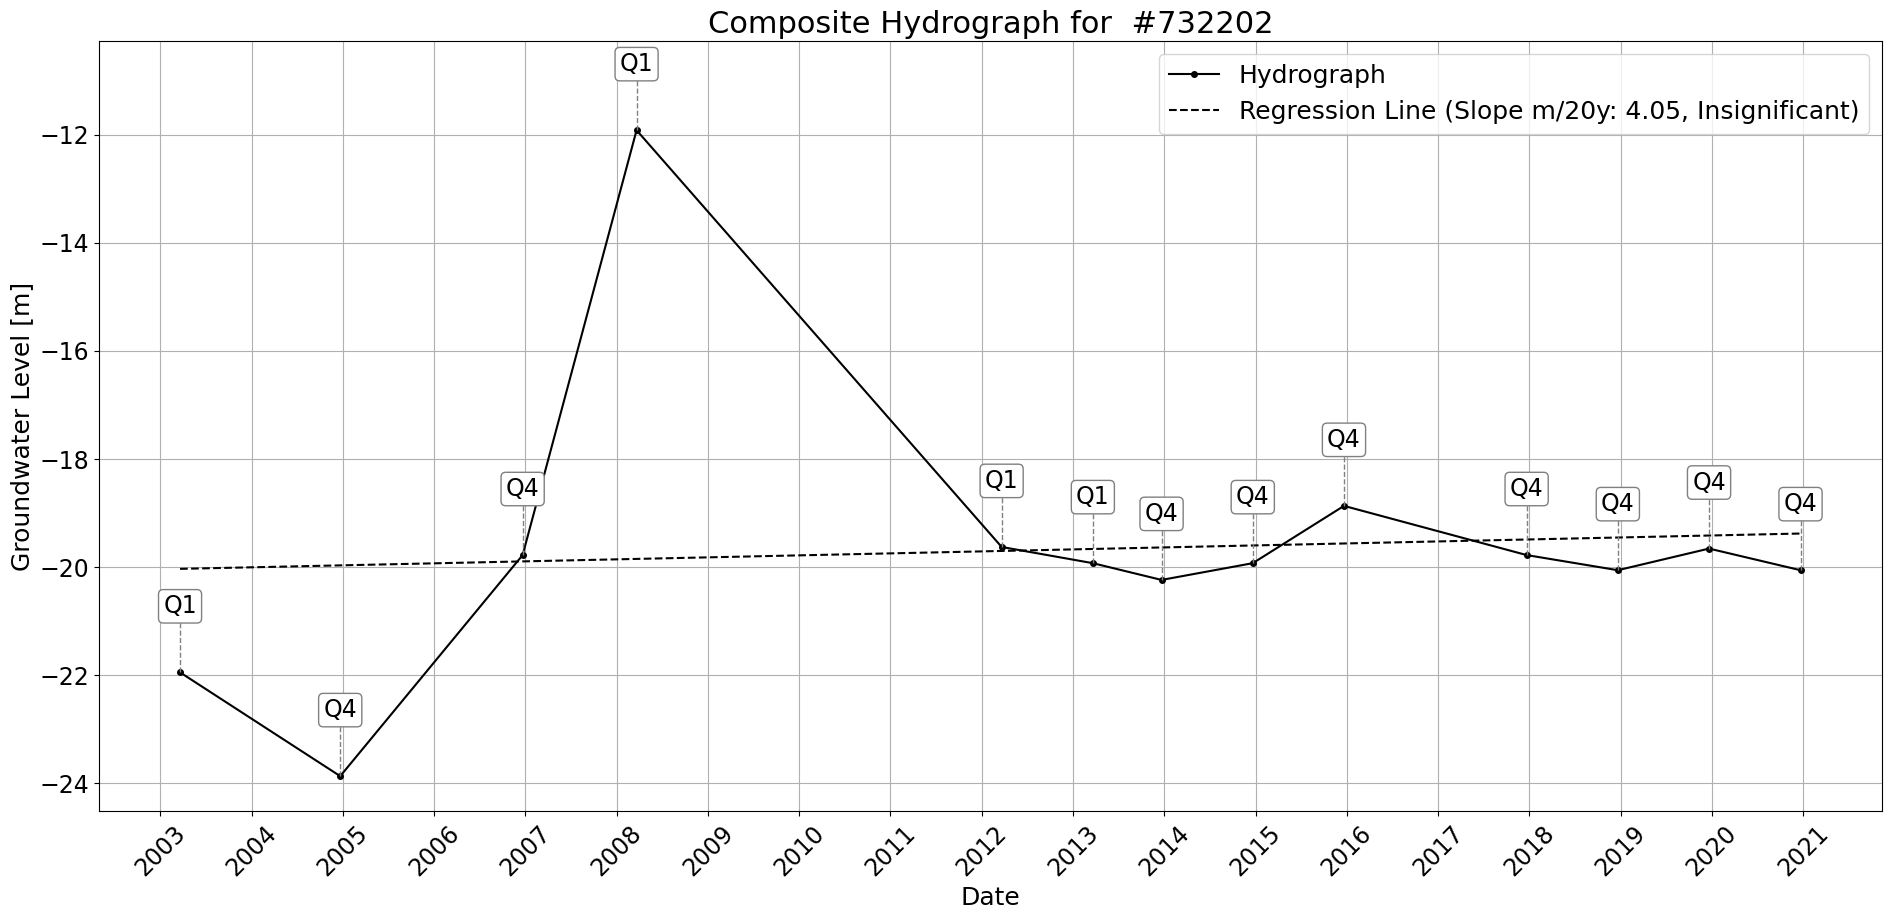 Composite Hydrograph for  #732202
Hydrograph
Regression Line (Slope m/20y: 4.05, Insignificant)
Groundwater Level [m]
−12
−14
−16
−18
−20
−22
−24
Q1
Q4
Q4
Q1
Q1
Q1
Q4
Q4
Q4
Q4
Q4
Q4
Q4
2003
2004
2005
2006
2007
2008
2009
2010
2011
2012
2013
2014
2015
2016
2017
2018
2019
2020
2021
Date